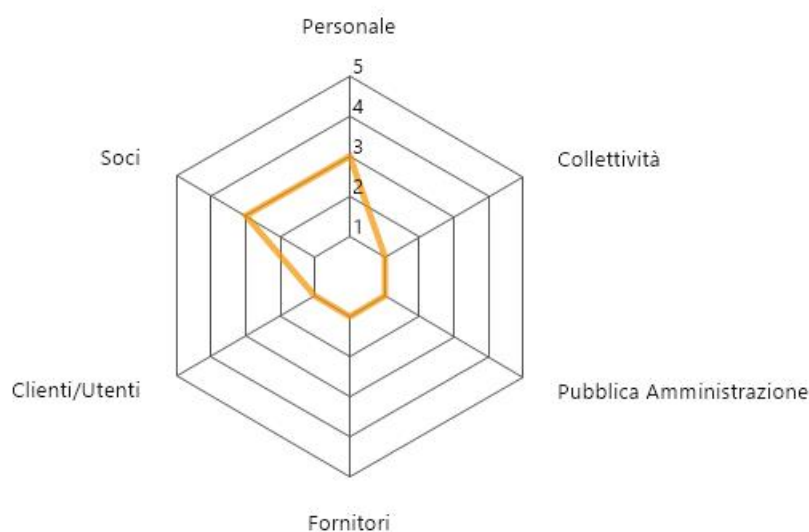 Personale
5
4
3
2
1
Soci
Collettività
Clienti/Utenti
Pubblica Amministrazione
Fornitori